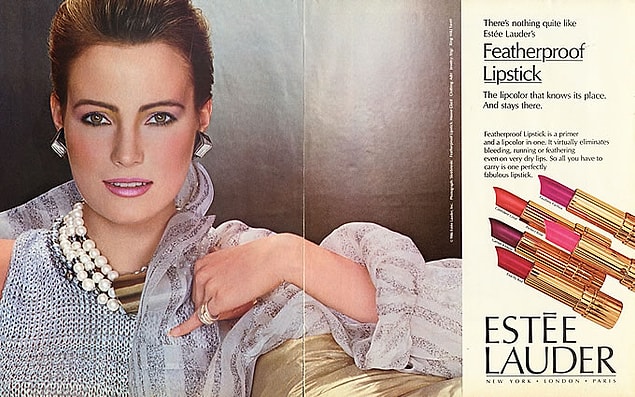 There's nothing quite like
Estée Lauder's
Featherproof
Lipstick
The lipcolor that knows its place.
And stays there.
Featherproof Lipstick is a primer
and a lipcolor in one. It virtually eliminates
bleeding, running or feathering
even on very dry lips. So all you have to
carry is one perfectly
fabulous lipstick.
ESTĒE
LAUDER
NEW YORK • LONDON • PARIS